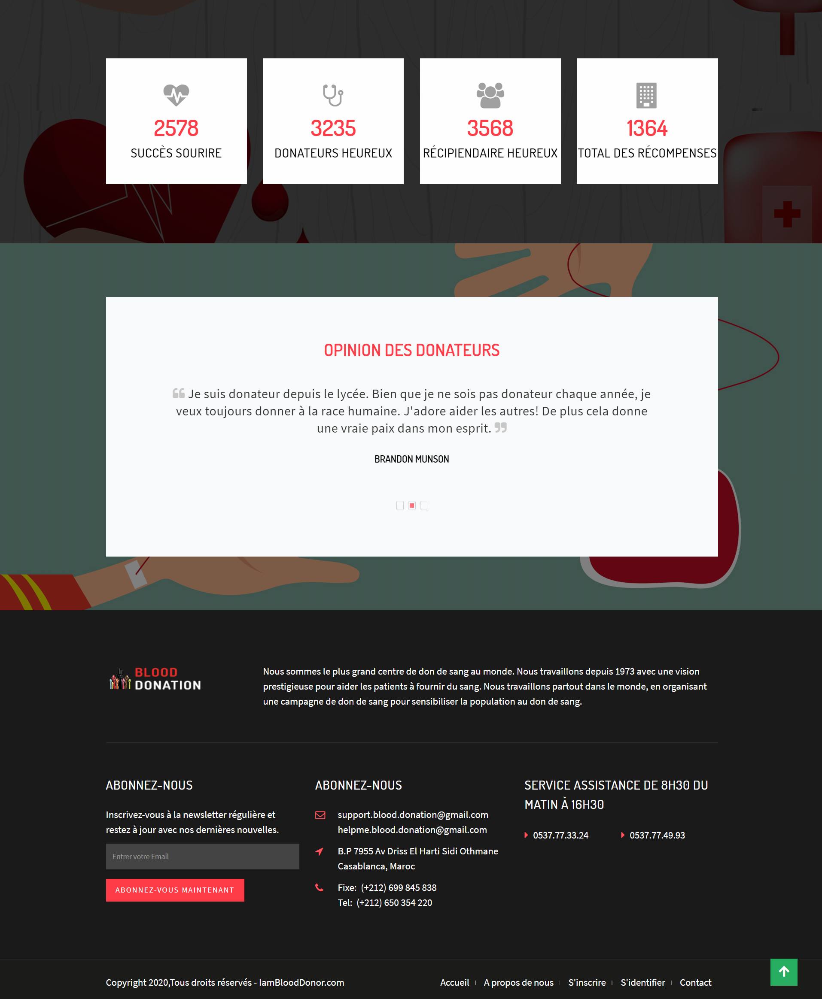 2578
SUCCÈS SOURIRE
3235
DONATEURS HEUREUX
3568
RÉCIPIENDAIRE HEUREUX
1364
TOTAL DES RÉCOMPENSES
OPINION DES DONATEURS
❝ Je suis donateur depuis le lycée. Bien que je ne sois pas donateur chaque année, je
veux toujours donner à la race humaine. J'adore aider les autres! De plus cela donne
une vraie paix dans mon esprit. ❞
BRANDON MUNSON
BLOOD
DONATION
Nous sommes le plus grand centre de don de sang au monde. Nous travaillons depuis 1973 avec une vision
prestigieuse pour aider les patients à fournir du sang. Nous travaillons partout dans le monde, en organisant
une campagne de don de sang pour sensibiliser la population au don de sang.
ABONNEZ-NOUS
Inscrivez-vous à la newsletter régulière et
restez à jour avec nos dernières nouvelles.
Entrer votre Email
ABONNEZ-VOUS MAINTENANT
ABONNEZ-NOUS
support.blood.donation@gmail.com
helpme.blood.donation@gmail.com
B.P 7955 Av Driss El Harti Sidi Othmane
Casablanca, Maroc
Fixe: (+212) 699 845 838
Tel: (+212) 650 354 220
SERVICE ASSISTANCE DE 8H30 DU
MATIN À 16H30
0537.77.33.24
0537.77.49.93
Copyright 2020,Tous droits réservés - IamBloodDonor.com
Accueil | A propos de nous | S'inscrire | S'identifier | Contact